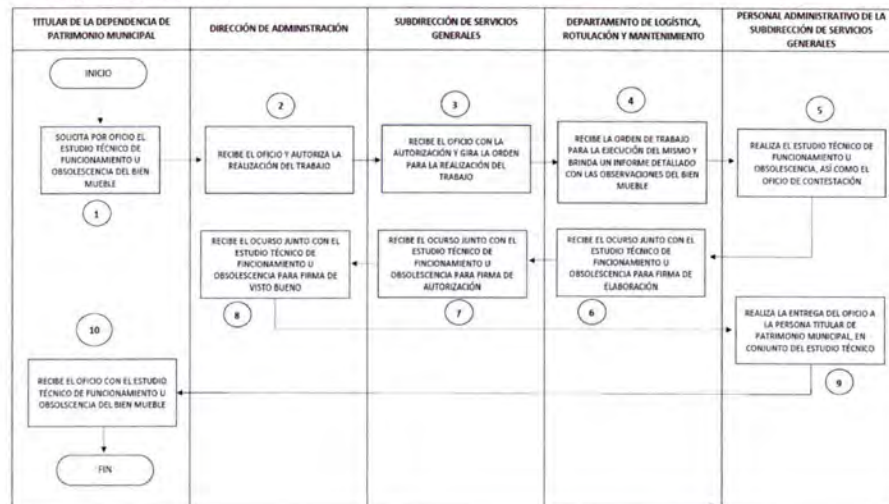 TITULAR DE LA DEPENDENCIA DE
PATRIMONIO MUNICIPAL
DIRECCIÓN DE ADMINISTRACIÓN
SUBDIRECCIÓN DE SERVICIOS
GENERALES
DEPARTAMENTO DE LOGÍSTICA,
ROTULACIÓN Y MANTENIMIENTO
PERSONAL ADMINISTRATIVO DE LA
SUBDIRECCIÓN DE SERVICIOS
GENERALES
INICIO
SOLICITA POR OFICIO EL
ESTUDIO TÉCNICO DE
FUNCIONAMIENTO U
OBSOLESCENCIA DEL BIEN
MUEBLE
1
2
RECIBE EL OFICIO Y AUTORIZA LA
REALIZACIÓN DEL TRABAJO
3
RECIBE EL OFICIO CON LA
AUTORIZACIÓN Y GIRA LA ORDEN
PARA LA REALIZACIÓN DEL
TRABAJO
4
RECIBE LA ORDEN DE TRABAJO
PARA LA EJECUCIÓN DEL MISMO Y
BRINDA UN INFORME DETALLADO
CON LAS OBSERVACIONES DEL BIEN
MUEBLE
5
REALIZA EL ESTUDIO TÉCNICO DE
FUNCIONAMIENTO U
OBSOLESCENCIA, ASÍ COMO EL
OFICIO DE CONTESTACIÓN
RECIBE EL OCURSO JUNTO CON EL
ESTUDIO TÉCNICO DE
FINCIONAMIENTO U
OBSOLESCENCIA PARA FIRMA DE
ELABORACIÓN
6
RECIBE EL OCURSO JUNTO CON EL
ESTUDIO TÉCNICO DE
FINCIONAMIENTO U
OBSOLESCENCIA PARA FIRMA DE
AUTORIZACIÓN
7
RECIBE EL OCURSO JUNTO CON EL
ESTUDIO TÉCNICO DE
FINCIONAMIENTO U
OBSOLESCENCIA PARA FIRMA DE
VISTO BUENO
8
REALIZA LA ENTREGA DEL OFICIO A
LA PERSONA TITULAR DE
PATRIMONIO MUNICIPAL, EN
CONJUNTO DEL ESTUDIO TÉCNICO
9
10
RECIBE EL OFICIO CON EL ESTUDIO
TÉCNICO DE FUNCIONAMIENTO U
OBSOLSCENCIA DEL BIEN MUEBLE
FIN